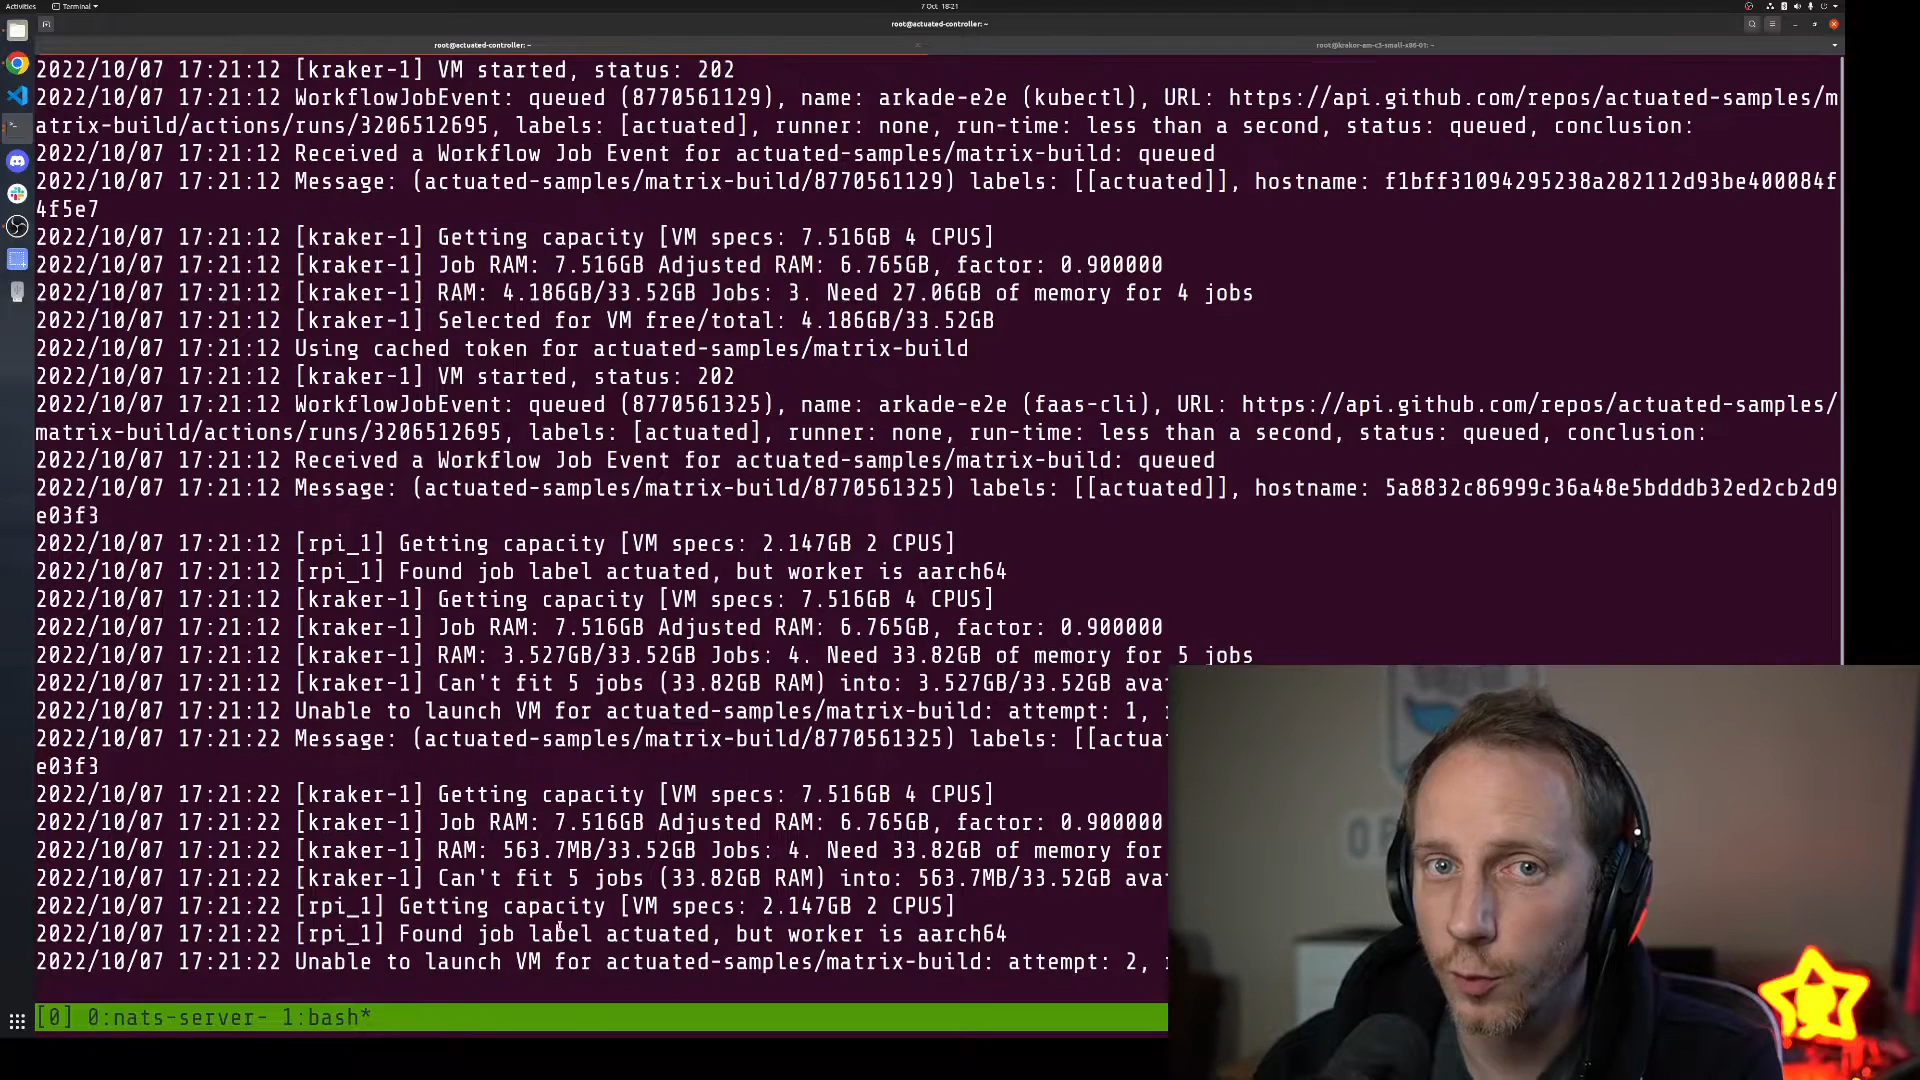 Activities
Terminal
7 Oct 18:21
root@actuated-controller: ~
root@actuated-controller: ~
root@krakor-am-c3-small-x86-01: ~
2022/10/07 17:21:12 [kraker-1] VM started, status: 202
2022/10/07 17:21:12 WorkflowJobEvent: queued (8770561129), name: arkade-e2e (kubectl), URL: https://api.github.com/repos/actuated-samples/m
atrix-build/actions/runs/3206512695, labels: [actuated], runner: none, run-time: less than a second, status: queued, conclusion:
2022/10/07 17:21:12 Received a Workflow Job Event for actuated-samples/matrix-build: queued
2022/10/07 17:21:12 Message: (actuated-samples/matrix-build/8770561129) labels: [[actuated]], hostname: f1bff31094295238a282112d93be400084f
4f5e7
2022/10/07 17:21:12 [kraker-1] Getting capacity [VM specs: 7.516GB 4 CPUS]
2022/10/07 17:21:12 [kraker-1] Job RAM: 7.516GB Adjusted RAM: 6.765GB, factor: 0.900000
2022/10/07 17:21:12 [kraker-1] RAM: 4.186GB/33.52GB Jobs: 3. Need 27.06GB of memory for 4 jobs
2022/10/07 17:21:12 [kraker-1] Selected for VM free/total: 4.186GB/33.52GB
2022/10/07 17:21:12 Using cached token for actuated-samples/matrix-build
2022/10/07 17:21:12 [kraker-1] VM started, status: 202
2022/10/07 17:21:12 WorkflowJobEvent: queued (8770561325), name: arkade-e2e (faas-cli), URL: https://api.github.com/repos/actuated-samples/
matrix-build/actions/runs/3206512695, labels: [actuated], runner: none, run-time: less than a second, status: queued, conclusion:
2022/10/07 17:21:12 Received a Workflow Job Event for actuated-samples/matrix-build: queued
2022/10/07 17:21:12 Message: (actuated-samples/matrix-build/8770561325) labels: [[actuated]], hostname: 5a8832c86999c36a48e5bdddb32ed2cb2d9
e03f3
2022/10/07 17:21:12 [rpi_1] Getting capacity [VM specs: 2.147GB 2 CPUS]
2022/10/07 17:21:12 [rpi_1] Found job label actuated, but worker is aarch64
2022/10/07 17:21:12 [kraker-1] Getting capacity [VM specs: 7.516GB 4 CPUS]
2022/10/07 17:21:12 [kraker-1] Job RAM: 7.516GB Adjusted RAM: 6.765GB, factor: 0.900000
2022/10/07 17:21:12 [kraker-1] RAM: 3.527GB/33.52GB Jobs: 4. Need 33.82GB of memory for 5 jobs
2022/10/07 17:21:12 [kraker-1] Can't fit 5 jobs (33.82GB RAM) into: 3.527GB/33.52GB ava
2022/10/07 17:21:12 Unable to launch VM for actuated-samples/matrix-build: attempt: 1,
2022/10/07 17:21:22 Message: (actuated-samples/matrix-build/8770561325) labels: [[actua
e03f3
2022/10/07 17:21:22 [kraker-1] Getting capacity [VM specs: 7.516GB 4 CPUS]
2022/10/07 17:21:22 [kraker-1] Job RAM: 7.516GB Adjusted RAM: 6.765GB, factor: 0.900000
2022/10/07 17:21:22 [kraker-1] RAM: 563.7MB/33.52GB Jobs: 4. Need 33.82GB of memory for
2022/10/07 17:21:22 [kraker-1] Can't fit 5 jobs (33.82GB RAM) into: 563.7MB/33.52GB ava
2022/10/07 17:21:22 [rpi_1] Getting capacity [VM specs: 2.147GB 2 CPUS]
2022/10/07 17:21:22 [rpi_1] Found job label actuated, but worker is aarch64
2022/10/07 17:21:22 Unable to launch VM for actuated-samples/matrix-build: attempt: 2,
[0] 0:nats-server- 1:bash*